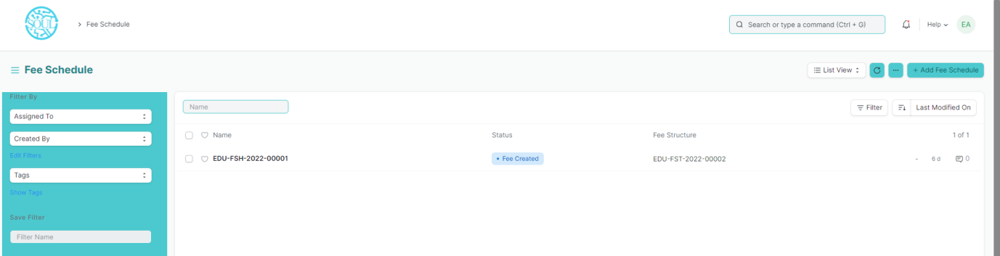 SOUL
Fee Schedule
Search or type a command (Ctrl + G)
Help
EA
Fee Schedule
List View
+ Add Fee Schedule
Filter By
Assigned To
Created By
Edit Filters
Tags
Show Tags
Save Filter
Filter Name
Name
Filter
Last Modified On
Name Status Fee Structure 1 of 1
EDU-FSH-2022-00001 • Fee Created EDU-FST-2022-00002 - 6 d 0